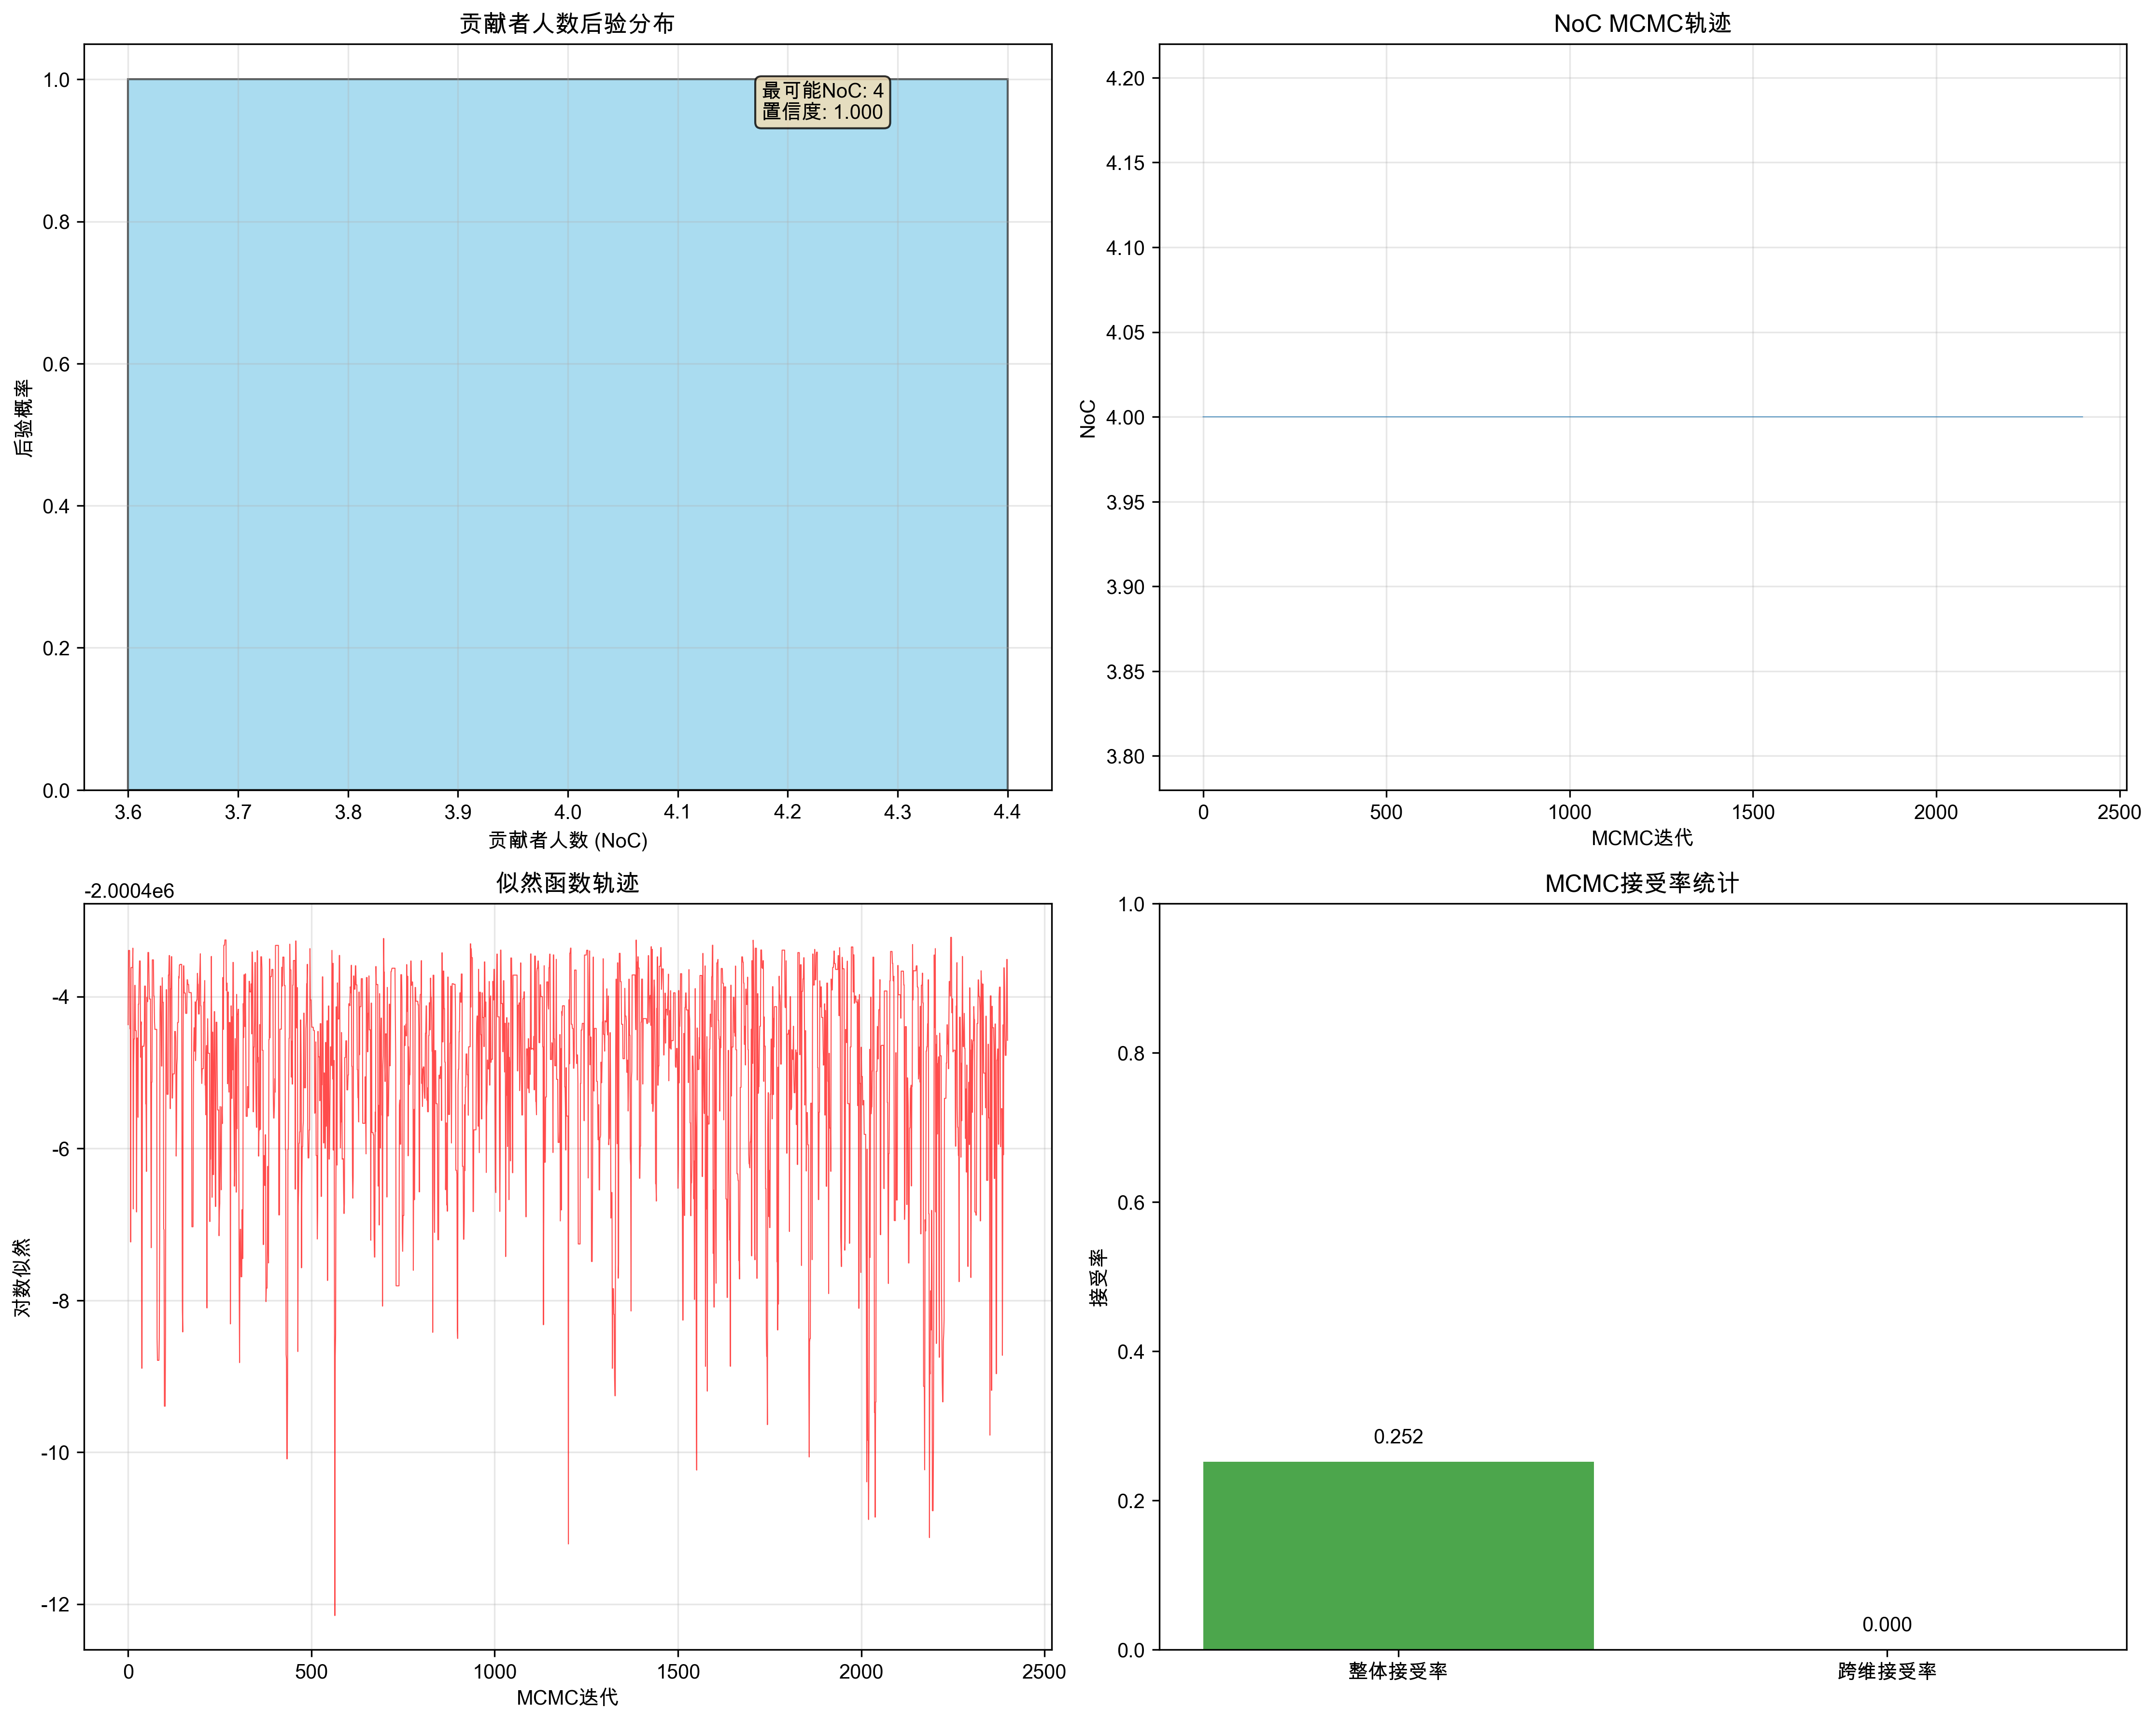 贡献者人数后验分布
1.0
0.8
0.6
0.4
0.2
0.0
后验概率
最可能NoC: 4
置信度: 1.000
3.6 3.7 3.8 3.9 4.0 4.1 4.2 4.3 4.4
贡献者人数 (NoC)
NoC MCMC轨迹
4.20
4.15
4.10
4.05
4.00
3.95
3.90
3.85
3.80
NoC
0 500 1000 1500 2000 2500
MCMC迭代
似然函数轨迹
-2.0004e6
-4
-6
-8
-10
-12
对数似然
0 500 1000 1500 2000 2500
MCMC迭代
MCMC接受率统计
1.0
0.8
0.6
0.4
0.2
0.0
接受率
0.252
0.000
整体接受率 跨维接受率